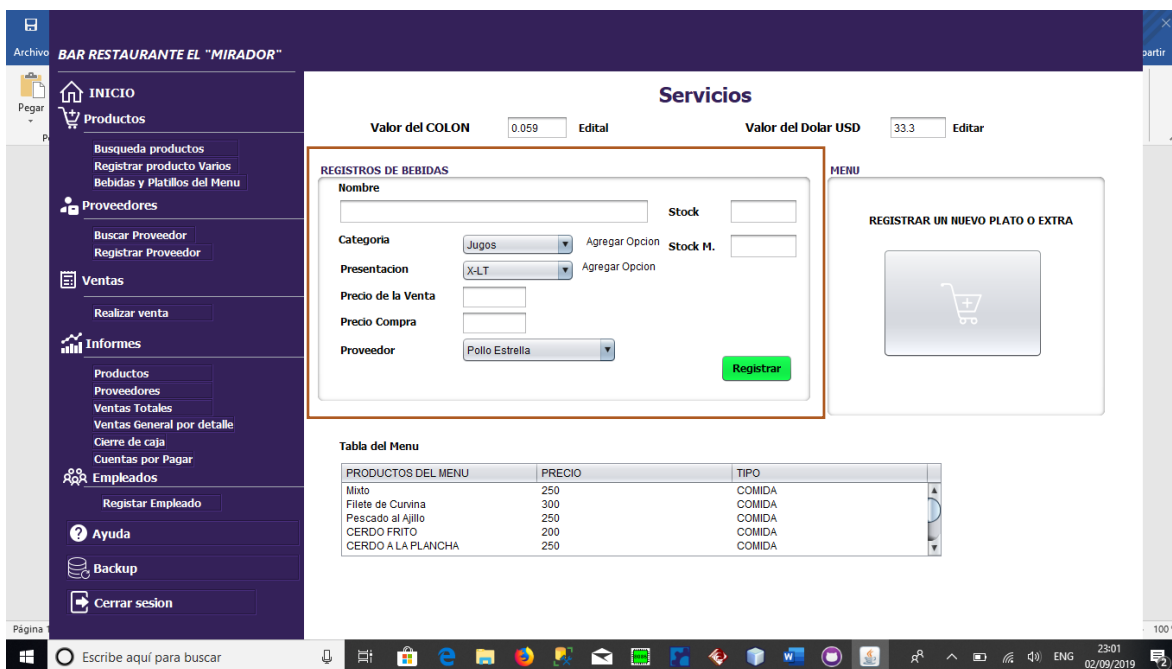 Archivo
BAR RESTAURANTE EL "MIRADOR"
Pegar
INICIO
Productos
Busqueda productos
Registrar producto Varios
Bebidas y Platillos del Menu
Proveedores
Buscar Proveedor
Registrar Proveedor
Ventas
Realizar venta
Informes
Productos
Proveedores
Ventas Totales
Ventas General por detalle
Cierre de caja
Cuentas por Pagar
Empleados
Registar Empleado
Ayuda
Backup
Cerrar sesion
Servicios
Valor del COLON 0.059 Edital Valor del Dolar USD 33.3 Editar
REGISTROS DE BEBIDAS
Nombre
Stock
Categoria Jugos Agregar Opcion Stock M.
Presentacion X-LT Agregar Opcion
Precio de la Venta
Precio Compra
Proveedor Pollo Estrella
Registrar
MENU
REGISTRAR UN NUEVO PLATO O EXTRA
Tabla del Menu
PRODUCTOS DEL MENU PRECIO TIPO
Mixto 250 COMIDA
Filete de Curvina 300 COMIDA
Pescado al Ajillo 250 COMIDA
CERDO FRITO 200 COMIDA
CERDO A LA PLANCHA 250 COMIDA
partir
Página 1
100
Escribe aquí para buscar
ENG
23:01
02/09/2019